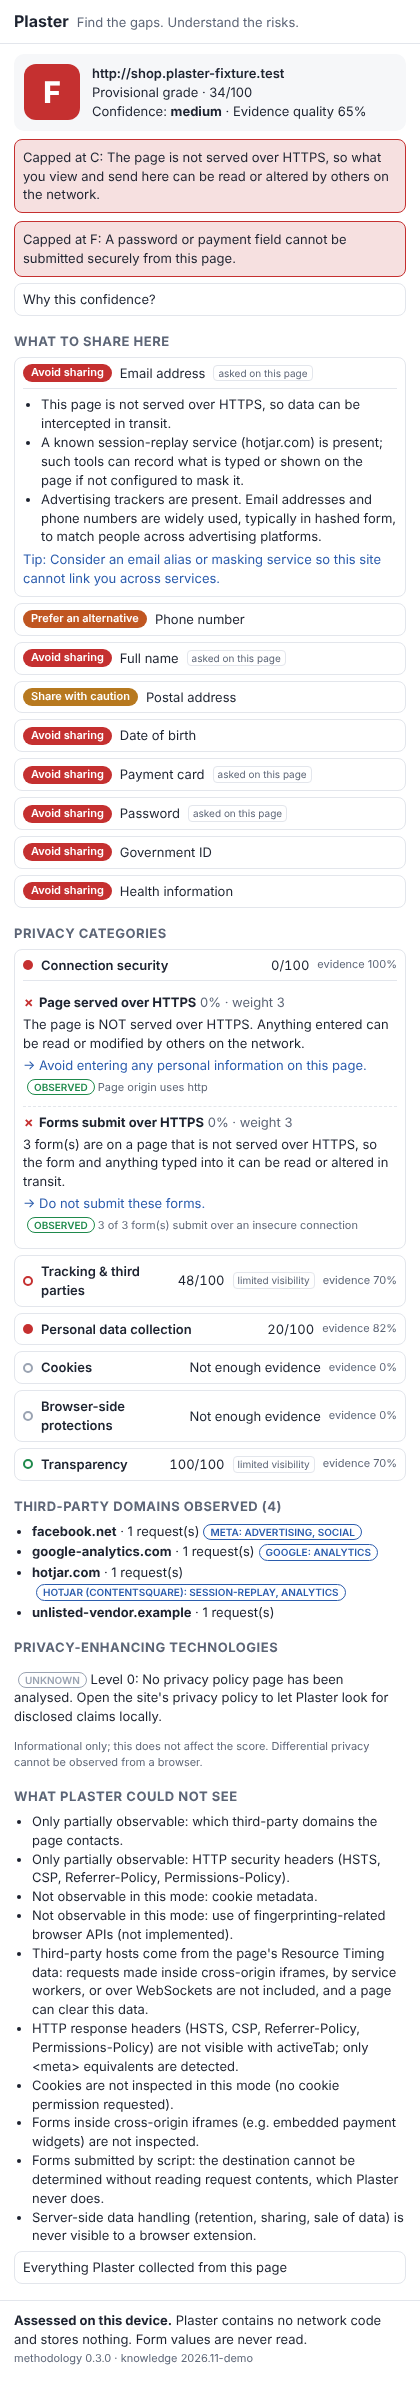 Plaster Find the gaps. Understand the risks.
F
http://shop.plaster-fixture.test
Provisional grade · 34/100
Confidence: medium · Evidence quality 65%
Capped at C: The page is not served over HTTPS, so what
you view and send here can be read or altered by others on
the network.
Capped at F: A password or payment field cannot be
submitted securely from this page.
Why this confidence?
WHAT TO SHARE HERE
Avoid sharing Email address asked on this page
• This page is not served over HTTPS, so data can be
intercepted in transit.
• A known session-replay service (hotjar.com) is present;
such tools can record what is typed or shown on the
page if not configured to mask it.
• Advertising trackers are present. Email addresses and
phone numbers are widely used, typically in hashed form,
to match people across advertising platforms.
Tip: Consider an email alias or masking service so this site
cannot link you across services.
Prefer an alternative Phone number
Avoid sharing Full name asked on this page
Share with caution Postal address
Avoid sharing Date of birth
Avoid sharing Payment card asked on this page
Avoid sharing Password asked on this page
Avoid sharing Government ID
Avoid sharing Health information
PRIVACY CATEGORIES
Connection security 0/100 evidence 100%
× Page served over HTTPS 0% · weight 3
The page is NOT served over HTTPS. Anything entered can
be read or modified by others on the network.
→ Avoid entering any personal information on this page.
OBSERVED Page origin uses http
× Forms submit over HTTPS 0% · weight 3
3 form(s) are on a page that is not served over HTTPS, so
the form and anything typed into it can be read or altered in
transit.
→ Do not submit these forms.
OBSERVED 3 of 3 form(s) submit over an insecure connection
Tracking & third
parties 48/100 limited visibility evidence 70%
Personal data collection 20/100 evidence 82%
Cookies Not enough evidence evidence 0%
Browser-side
protections Not enough evidence evidence 0%
Transparency 100/100 limited visibility evidence 70%
THIRD-PARTY DOMAINS OBSERVED (4)
• facebook.net · 1 request(s) META: ADVERTISING, SOCIAL
• google-analytics.com · 1 request(s) GOOGLE: ANALYTICS
• hotjar.com · 1 request(s)
HOTJAR (CONTENTSQUARE): SESSION-REPLAY, ANALYTICS
• unlisted-vendor.example · 1 request(s)
PRIVACY-ENHANCING TECHNOLOGIES
UNKNOWN Level 0: No privacy policy page has been
analysed. Open the site's privacy policy to let Plaster look for
disclosed claims locally.
Informational only; this does not affect the score. Differential privacy
cannot be observed from a browser.
WHAT PLASTER COULD NOT SEE
• Only partially observable: which third-party domains the
page contacts.
• Only partially observable: HTTP security headers (HSTS,
CSP, Referrer-Policy, Permissions-Policy).
• Not observable in this mode: cookie metadata.
• Not observable in this mode: use of fingerprinting-related
browser APIs (not implemented).
• Third-party hosts come from the page's Resource Timing
data: requests made inside cross-origin iframes, by service
workers, or over WebSockets are not included, and a page
can clear this data.
• HTTP response headers (HSTS, CSP, Referrer-Policy,
Permissions-Policy) are not visible with activeTab; only
<meta> equivalents are detected.
• Cookies are not inspected in this mode (no cookie
permission requested).
• Forms inside cross-origin iframes (e.g. embedded payment
widgets) are not inspected.
• Forms submitted by script: the destination cannot be
determined without reading request contents, which Plaster
never does.
• Server-side data handling (retention, sharing, sale of data) is
never visible to a browser extension.
Everything Plaster collected from this page
Assessed on this device. Plaster contains no network code
and stores nothing. Form values are never read.
methodology 0.3.0 · knowledge 2026.11-demo